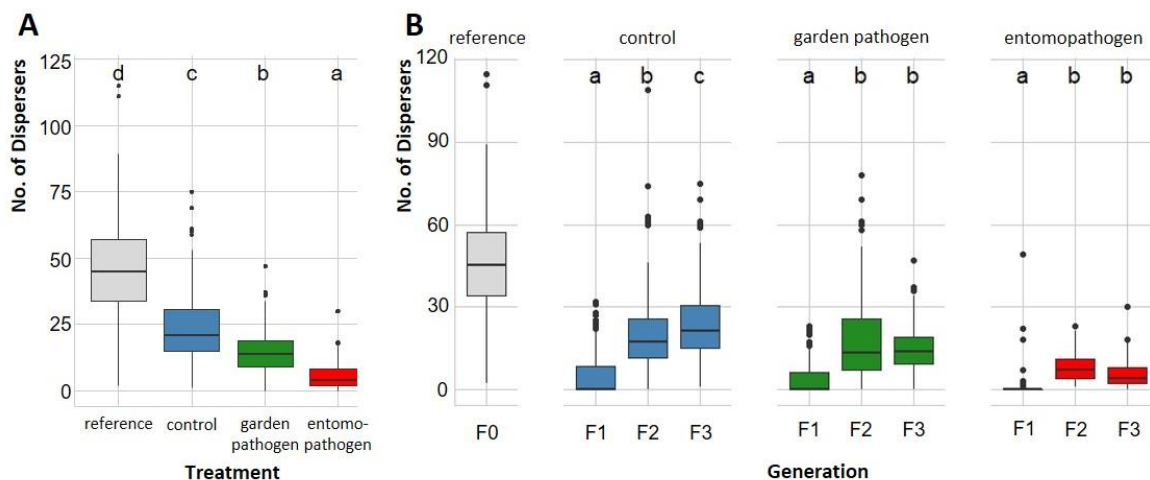 A
No. of Dispersers
125
100
75
50
25
0
d c b a
reference control garden pathogen entomo-pathogen
Treatment
B
No. of Dispersers
120
90
60
30
0
reference control garden pathogen entomopathogen
a b c a b b a b b
F0 F1 F2 F3 F1 F2 F3 F1 F2 F3
Generation